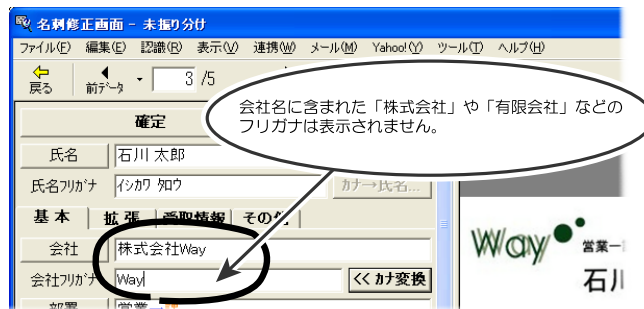 名刺修正画面 - 未振り分け
ファイル(F) 編集(E) 認識(R) 表示(V) 連携(W) メール(M) Yahoo!(Y) ツール(T) ヘルプ(H)
戻る 前データ 3 /5
会社名に含まれた「株式会社」や「有限会社」などの
フリガナは表示されません。
確定
氏名 石川 太郎
氏名フリガナ イシカワ タロウ カナ→氏名...
基本 拡張 受取情報 その他
会社 株式会社Way
会社フリガナ Way << カナ変換
部署 営業一
Way 営業一
石川